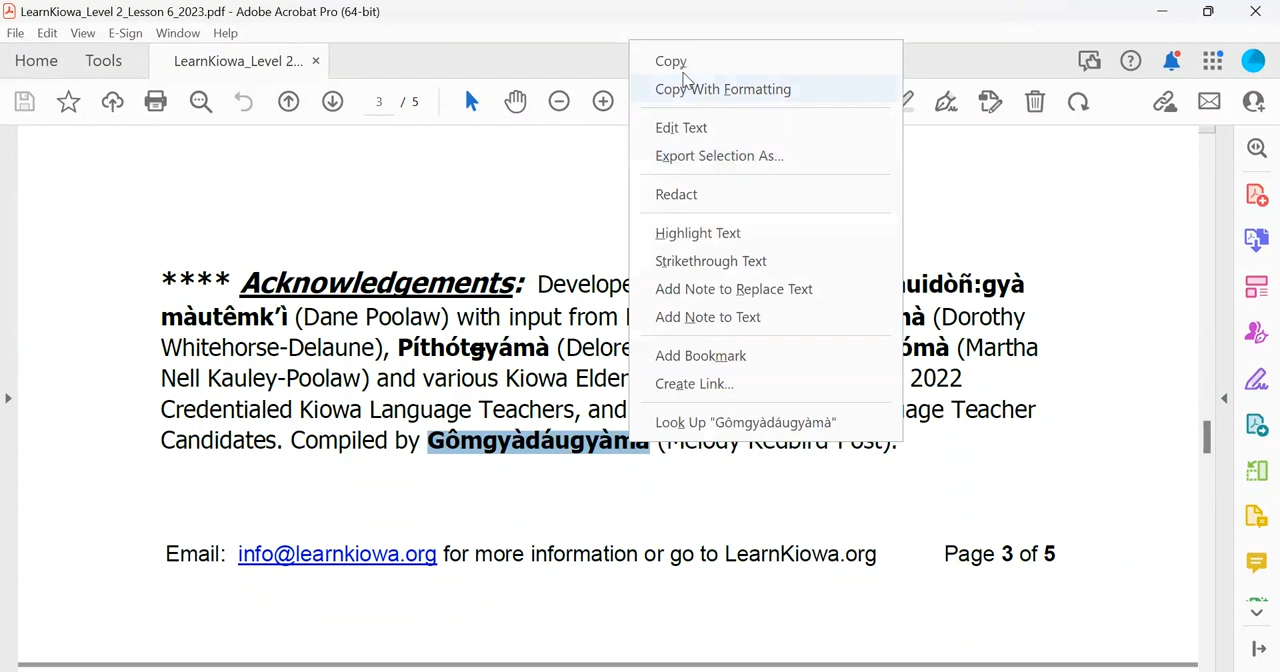 LearnKiowa_Level 2_Lesson 6_2023.pdf - Adobe Acrobat Pro (64-bit)
File Edit View E-Sign Window Help
Home Tools LearnKiowa_Level 2... ×
3 / 5
Copy
Copy With Formatting
Edit Text
Export Selection As...
Redact
Highlight Text
Strikethrough Text
Add Note to Replace Text
Add Note to Text
Add Bookmark
Create Link...
Look Up "Gômgyàdáugyàmà"
**** Acknowledgements: Develope uidòñ:gyà
màutêmk’ì (Dane Poolaw) with input from à (Dorothy
Whitehorse-Delaune), Píthótgyámà (Delore ómà (Martha
Nell Kauley-Poolaw) and various Kiowa Elder 2022
Credentialed Kiowa Language Teachers, and age Teacher
Candidates. Compiled by Gômgyàdáugyàmà (Melody Redbird Post).
Email: info@learnkiowa.org for more information or go to LearnKiowa.org Page 3 of 5